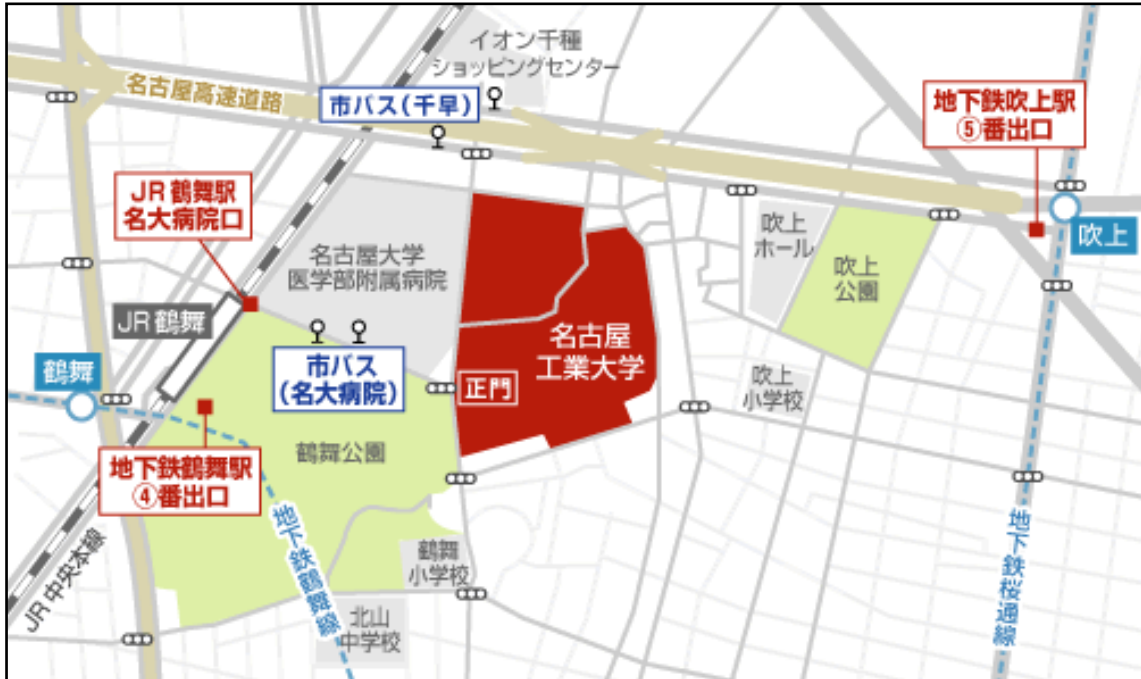 イオン千種
ショッピングセンター
名古屋高速道路
市バス(千早)
地下鉄吹上駅
⑤番出口
JR鶴舞駅
名大病院口
名古屋大学
医学部附属病院
吹上
ホール
吹上
公園
吹上
JR鶴舞
名古屋
工業大学
市バス
(名大病院)
鶴舞
正門
吹上
小学校
鶴舞公園
地下鉄鶴舞駅
④番出口
地下鉄鶴舞線
地下鉄桜通線
JR中央本線
鶴舞
小学校
北山
中学校